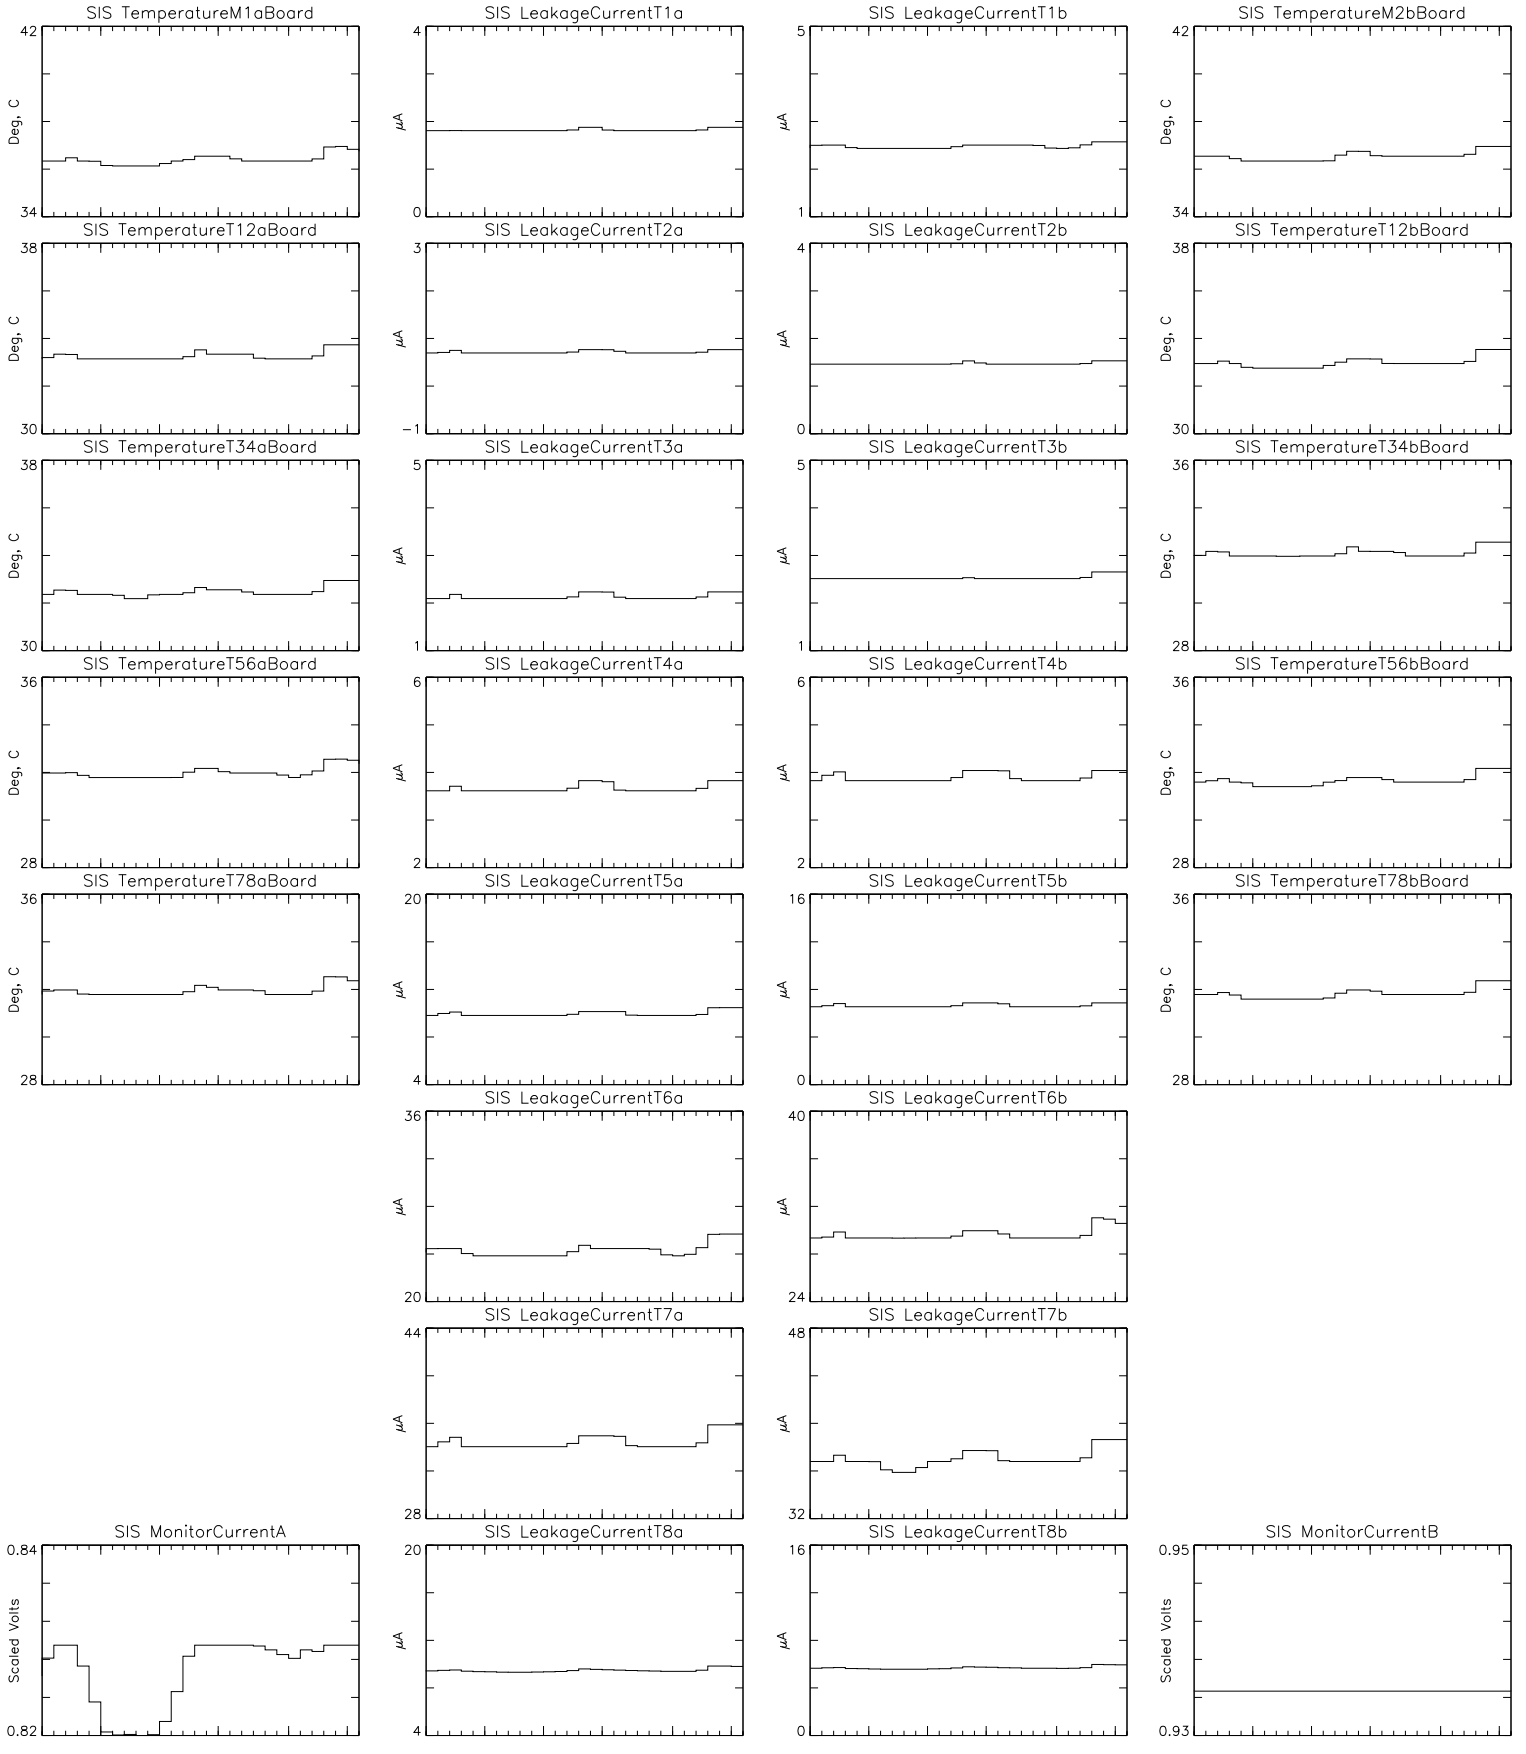 SIS TemperatureM1aBoard
42
Deg, C
34
SIS LeakageCurrentT1a
4
μA
0
SIS LeakageCurrentT1b
5
μA
1
SIS TemperatureM2bBoard
42
Deg, C
34
SIS TemperatureT12aBoard
38
Deg, C
30
SIS LeakageCurrentT2a
3
μA
-1
SIS LeakageCurrentT2b
4
μA
0
SIS TemperatureT12bBoard
38
Deg, C
30
SIS TemperatureT34aBoard
38
Deg, C
30
SIS LeakageCurrentT3a
5
μA
1
SIS LeakageCurrentT3b
5
μA
1
SIS TemperatureT34bBoard
36
Deg, C
28
SIS TemperatureT56aBoard
36
Deg, C
28
SIS LeakageCurrentT4a
6
μA
2
SIS LeakageCurrentT4b
6
μA
2
SIS TemperatureT56bBoard
36
Deg, C
28
SIS TemperatureT78aBoard
36
Deg, C
28
SIS LeakageCurrentT5a
20
μA
4
SIS LeakageCurrentT5b
16
μA
0
SIS TemperatureT78bBoard
36
Deg, C
28
SIS LeakageCurrentT6a
36
μA
20
SIS LeakageCurrentT6b
40
μA
24
SIS LeakageCurrentT7a
44
μA
28
SIS LeakageCurrentT7b
48
μA
32
SIS MonitorCurrentA
0.84
Scaled Volts
0.82
SIS LeakageCurrentT8a
20
μA
4
SIS LeakageCurrentT8b
16
μA
0
SIS MonitorCurrentB
0.95
Scaled Volts
0.93